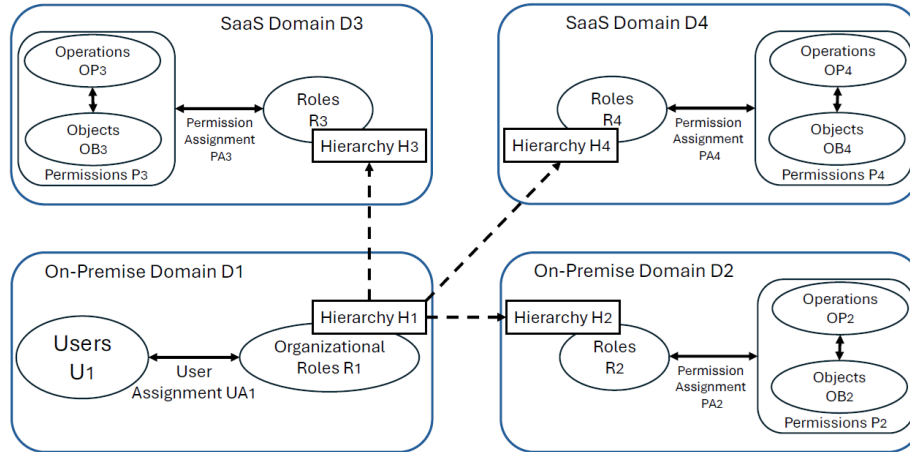 SaaS Domain D3
Operations
OP3
Objects
OB3
Permissions P3
Permission
Assignment
PA3
Roles
R3
Hierarchy H3
SaaS Domain D4
Roles
R4
Hierarchy H4
Permission
Assignment
PA4
Operations
OP4
Objects
OB4
Permissions P4
On-Premise Domain D1
Users
U1
User
Assignment UA1
Hierarchy H1
Organizational
Roles R1
On-Premise Domain D2
Hierarchy H2
Roles
R2
Permission
Assignment
PA2
Operations
OP2
Objects
OB2
Permissions P2